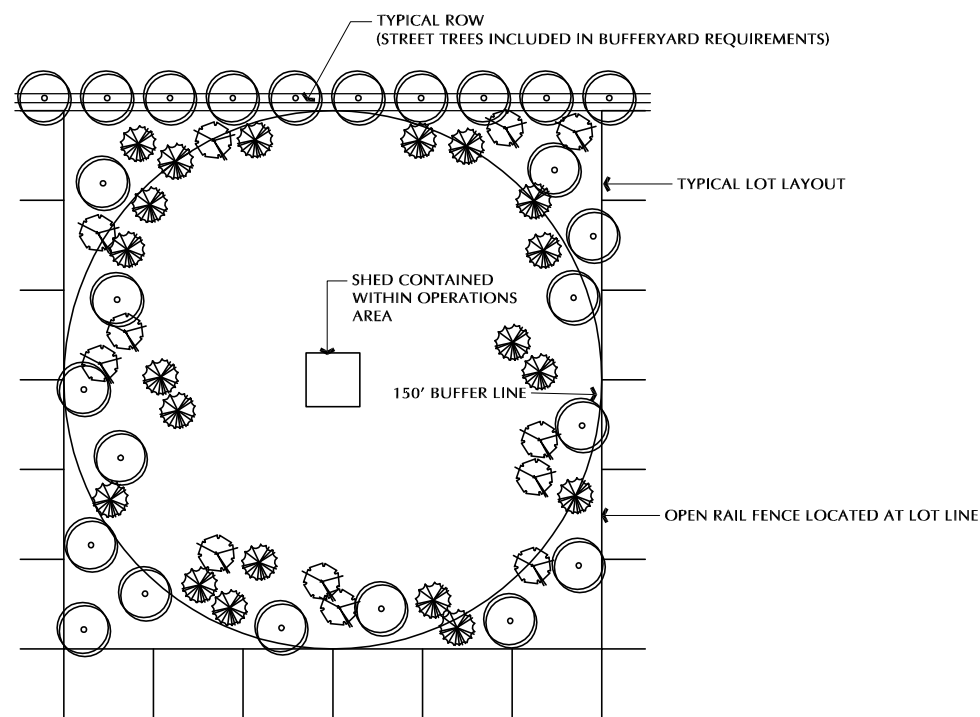 TYPICAL ROW
(STREET TREES INCLUDED IN BUFFERYARD REQUIREMENTS)
TYPICAL LOT LAYOUT
SHED CONTAINED
WITHIN OPERATIONS
AREA
150' BUFFER LINE
OPEN RAIL FENCE LOCATED AT LOT LINE